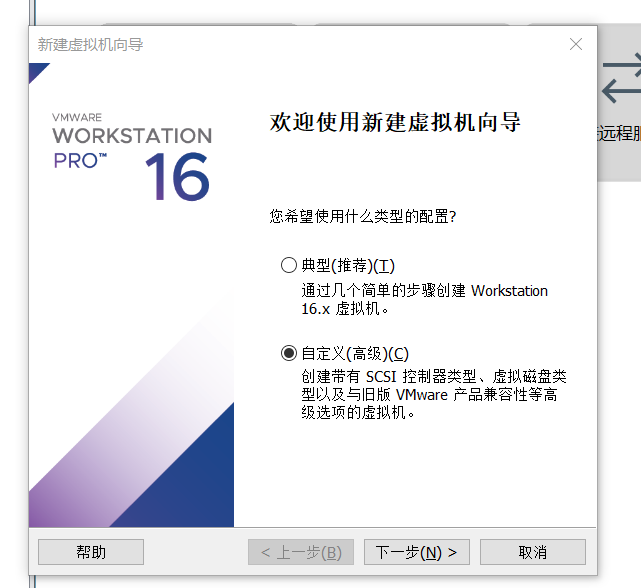 新建虚拟机向导
VMWARE
WORKSTATION
PRO™
16
欢迎使用新建虚拟机向导
您希望使用什么类型的配置?
典型(推荐)(T)
通过几个简单的步骤创建 Workstation
16.x 虚拟机。
自定义(高级)(C)
创建带有 SCSI 控制器类型、虚拟磁盘类
型以及与旧版 VMware 产品兼容性等高
级选项的虚拟机。
远程
帮助
< 上一步(B)
下一步(N) >
取消